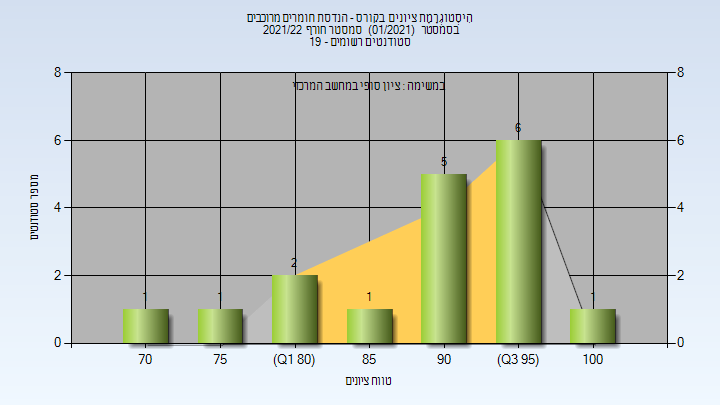 היסטוגרמת ציונים בקורס - הנדסת חומרים מרוכבים
בסמסטר (01/2021) סמסטר חורף 2021/22
סטודנטים רשומים - 19
במשימה : ציון סופי במחשב המרכזי
8 8
6 6
4 4
2 2
0 0
1 1 2 1 5 6 1
מספר סטודנטים
70 75 (Q1 80) 85 90 (Q3 95) 100
טווח ציונים